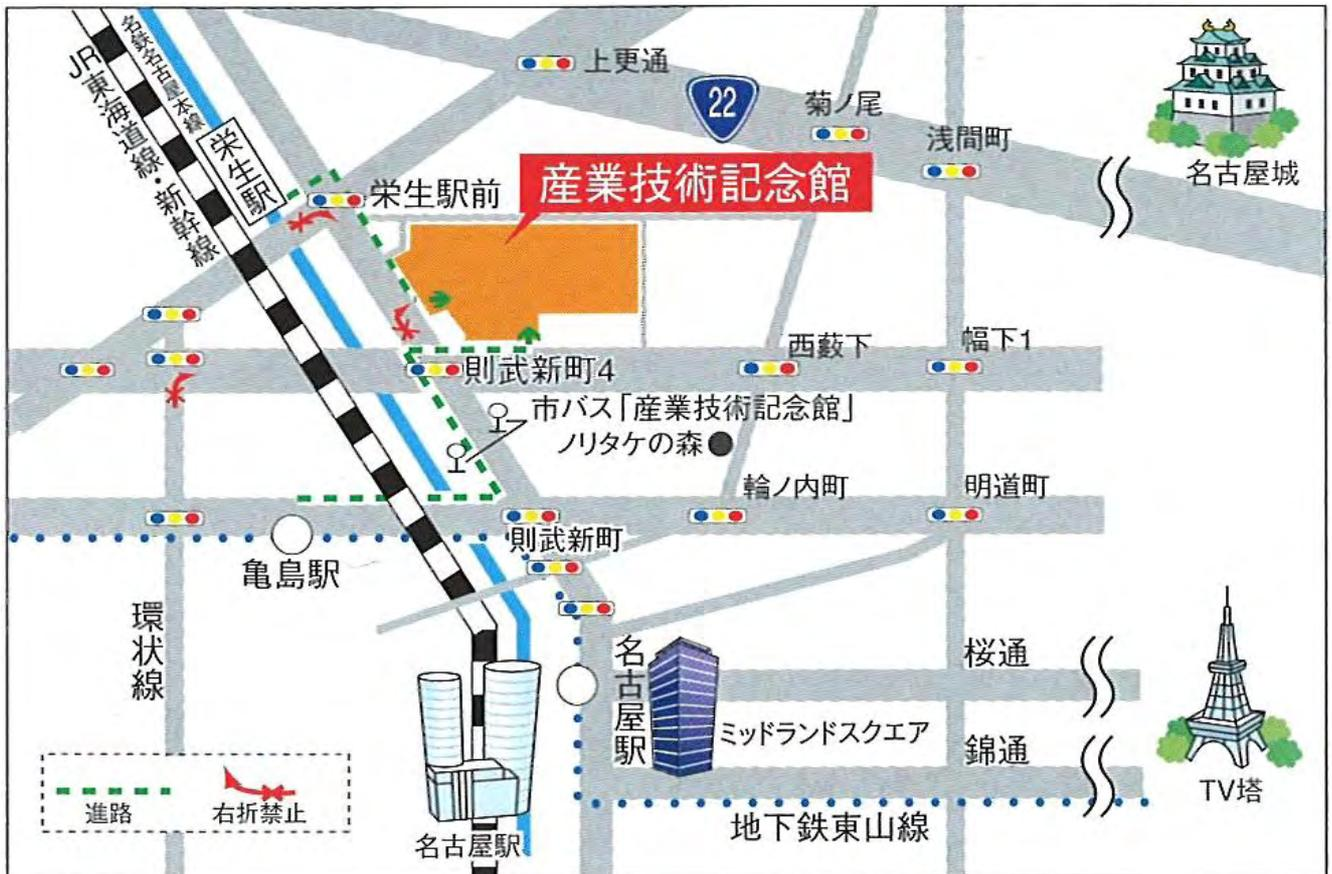 上更通
22
菊ノ尾
浅間町
名古屋城
名鉄名古屋本線
JR東海道線・新幹線
栄生駅
栄生駅前
産業技術記念館
西藪下
幅下1
則武新町4
市バス「産業技術記念館」
ノリタケの森
輪ノ内町
明道町
則武新町
亀島駅
環状線
名古屋駅
桜通
ミッドランドスクエア
錦通
TV塔
進路
右折禁止
名古屋駅
地下鉄東山線